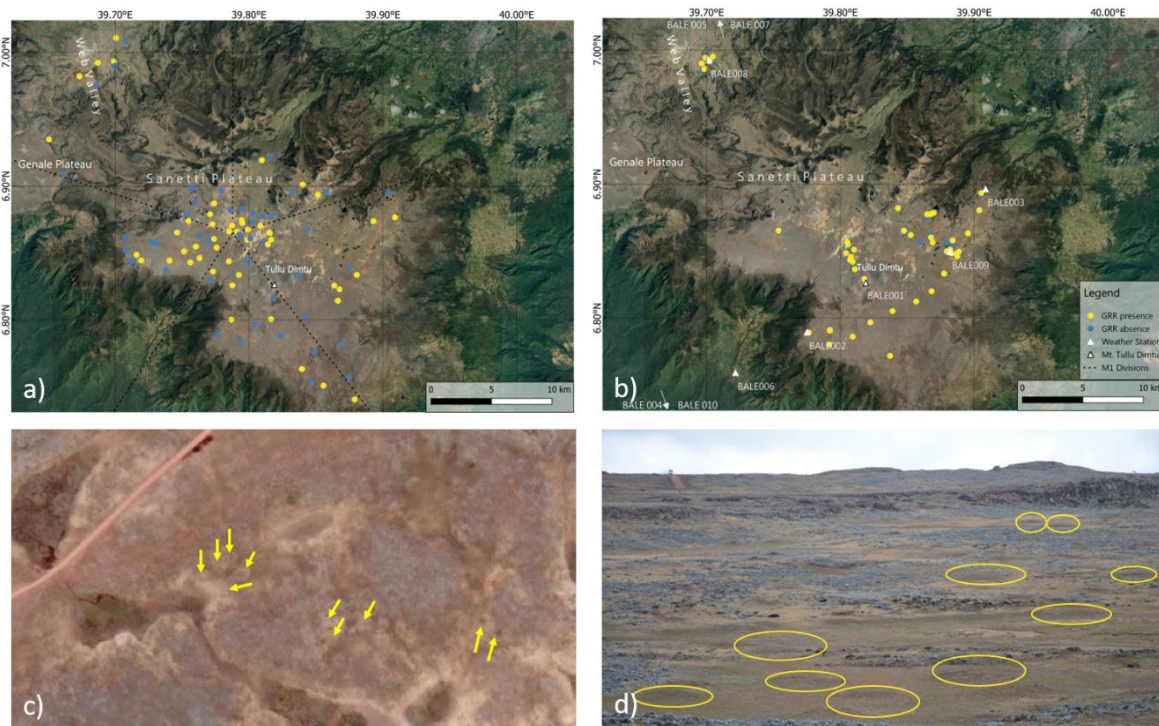 39.70°E
39.80°E
39.90°E
40.00°E
7.00°N
6.90°N
6.80°N
Web Valley
Genale Plateau
Sanetti Plateau
Tullu Dimtu
a)
0 5 10 km
39.70°E
39.80°E
39.90°E
40.00°E
7.00°N
6.90°N
6.80°N
BALE 005
BALE 007
Web Valley
BALE008
Genale Plateau
Sanetti Plateau
BALE003
BALE009
Tullu Dimtu
BALE001
BALE002
BALE006
BALE 004
BALE 010
Legend
GRR presence
GRR absence
Weather Station
Mt. Tullu Dimtu
M1 Divisions
b)
0 5 10 km
c)
d)